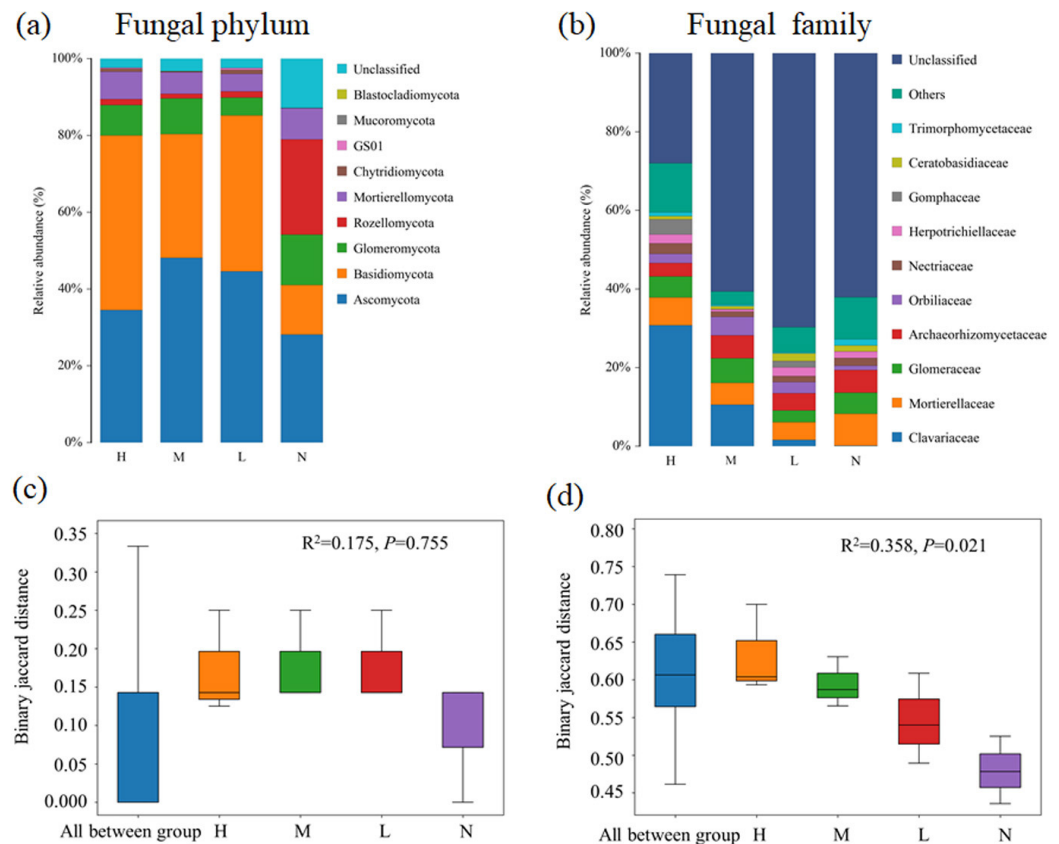 (a) Fungal phylum
100%
80%
60%
40%
20%
0%
Relative abundance (%)
H M L N
Unclassified
Blastocladiomycota
Mucoromycota
GS01
Chytridiomycota
Mortierellomycota
Rozellomycota
Glomeromycota
Basidiomycota
Ascomycota
(b) Fungal family
100%
80%
60%
40%
20%
0%
Relative abundance (%)
H M L N
Unclassified
Others
Trimorphomycetaceae
Ceratobasidiaceae
Gomphaceae
Herpotrichiellaceae
Nectriaceae
Orbiliaceae
Archaeorhizomycetaceae
Glomeraceae
Mortierellaceae
Clavariaceae
(c)
R²=0.175, P=0.755
0.35
0.30
0.25
0.20
0.15
0.10
0.05
0.000
Binary jaccard distance
All between group H M L N
(d)
R²=0.358, P=0.021
0.80
0.75
0.70
0.65
0.60
0.55
0.50
0.45
Binary jaccard distance
All between group H M L N